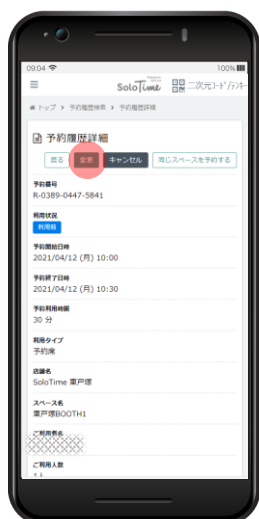 09:04 100%
SoloTime 二次元ｺｰﾄﾞ/ﾃﾝｷｰ
トップ > 予約履歴検索 > 予約履歴詳細
予約履歴詳細
戻る 変更 キャンセル 同じスペースを予約する
予約番号
R-0389-0447-5841
利用状況
利用前
予約開始日時
2021/04/12 (月) 10:00
予約終了日時
2021/04/12 (月) 10:30
予約利用時間
30 分
利用タイプ
予約席
店舗名
SoloTime 東戸塚
スペース名
東戸塚BOOTH1
ご利用者名
ご利用人数
1人